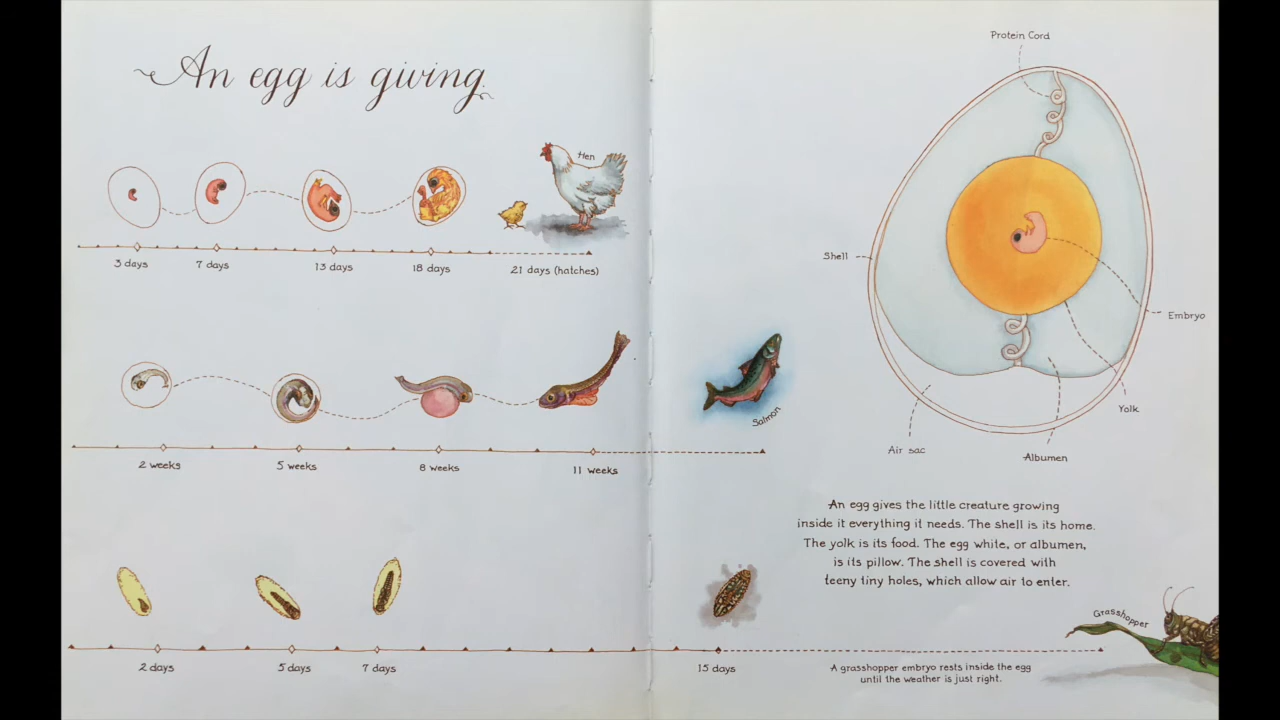 An egg is giving.
Hen
3 days
7 days
13 days
18 days
21 days (hatches)
Salmon
2 weeks
5 weeks
8 weeks
11 weeks
2 days
5 days
7 days
15 days
Protein Cord
Shell
Embryo
Yolk
Air sac
Albumen
An egg gives the little creature growing
inside it everything it needs. The shell is its home.
The yolk is its food. The egg white, or albumen,
is its pillow. The shell is covered with
teeny tiny holes, which allow air to enter.
Grasshopper
A grasshopper embryo rests inside the egg
until the weather is just right.